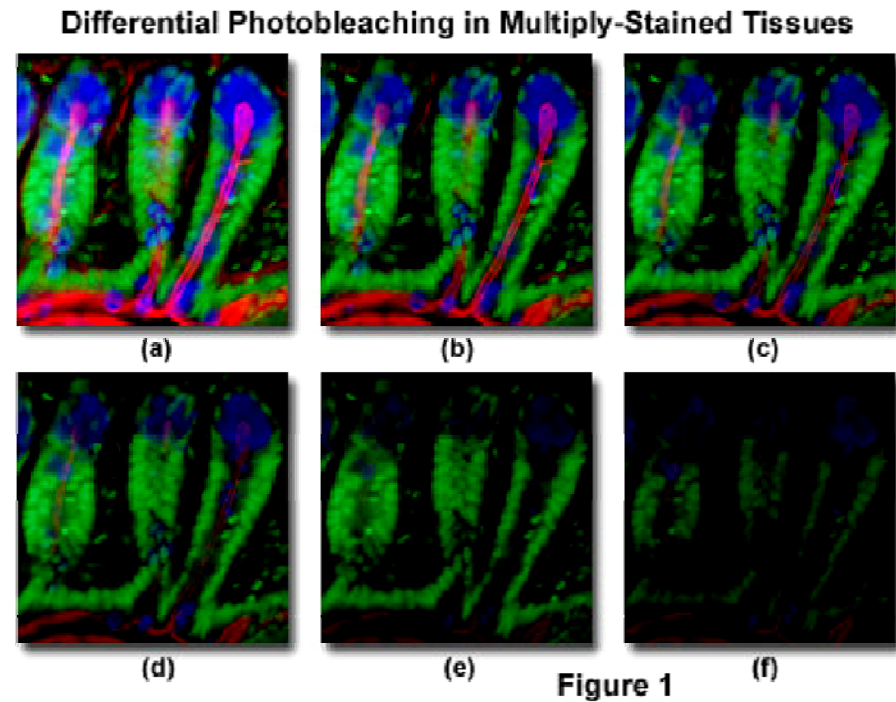 Differential Photobleaching in Multiply-Stained Tissues
(a)
(b)
(c)
(d)
(e)
(f)
Figure 1